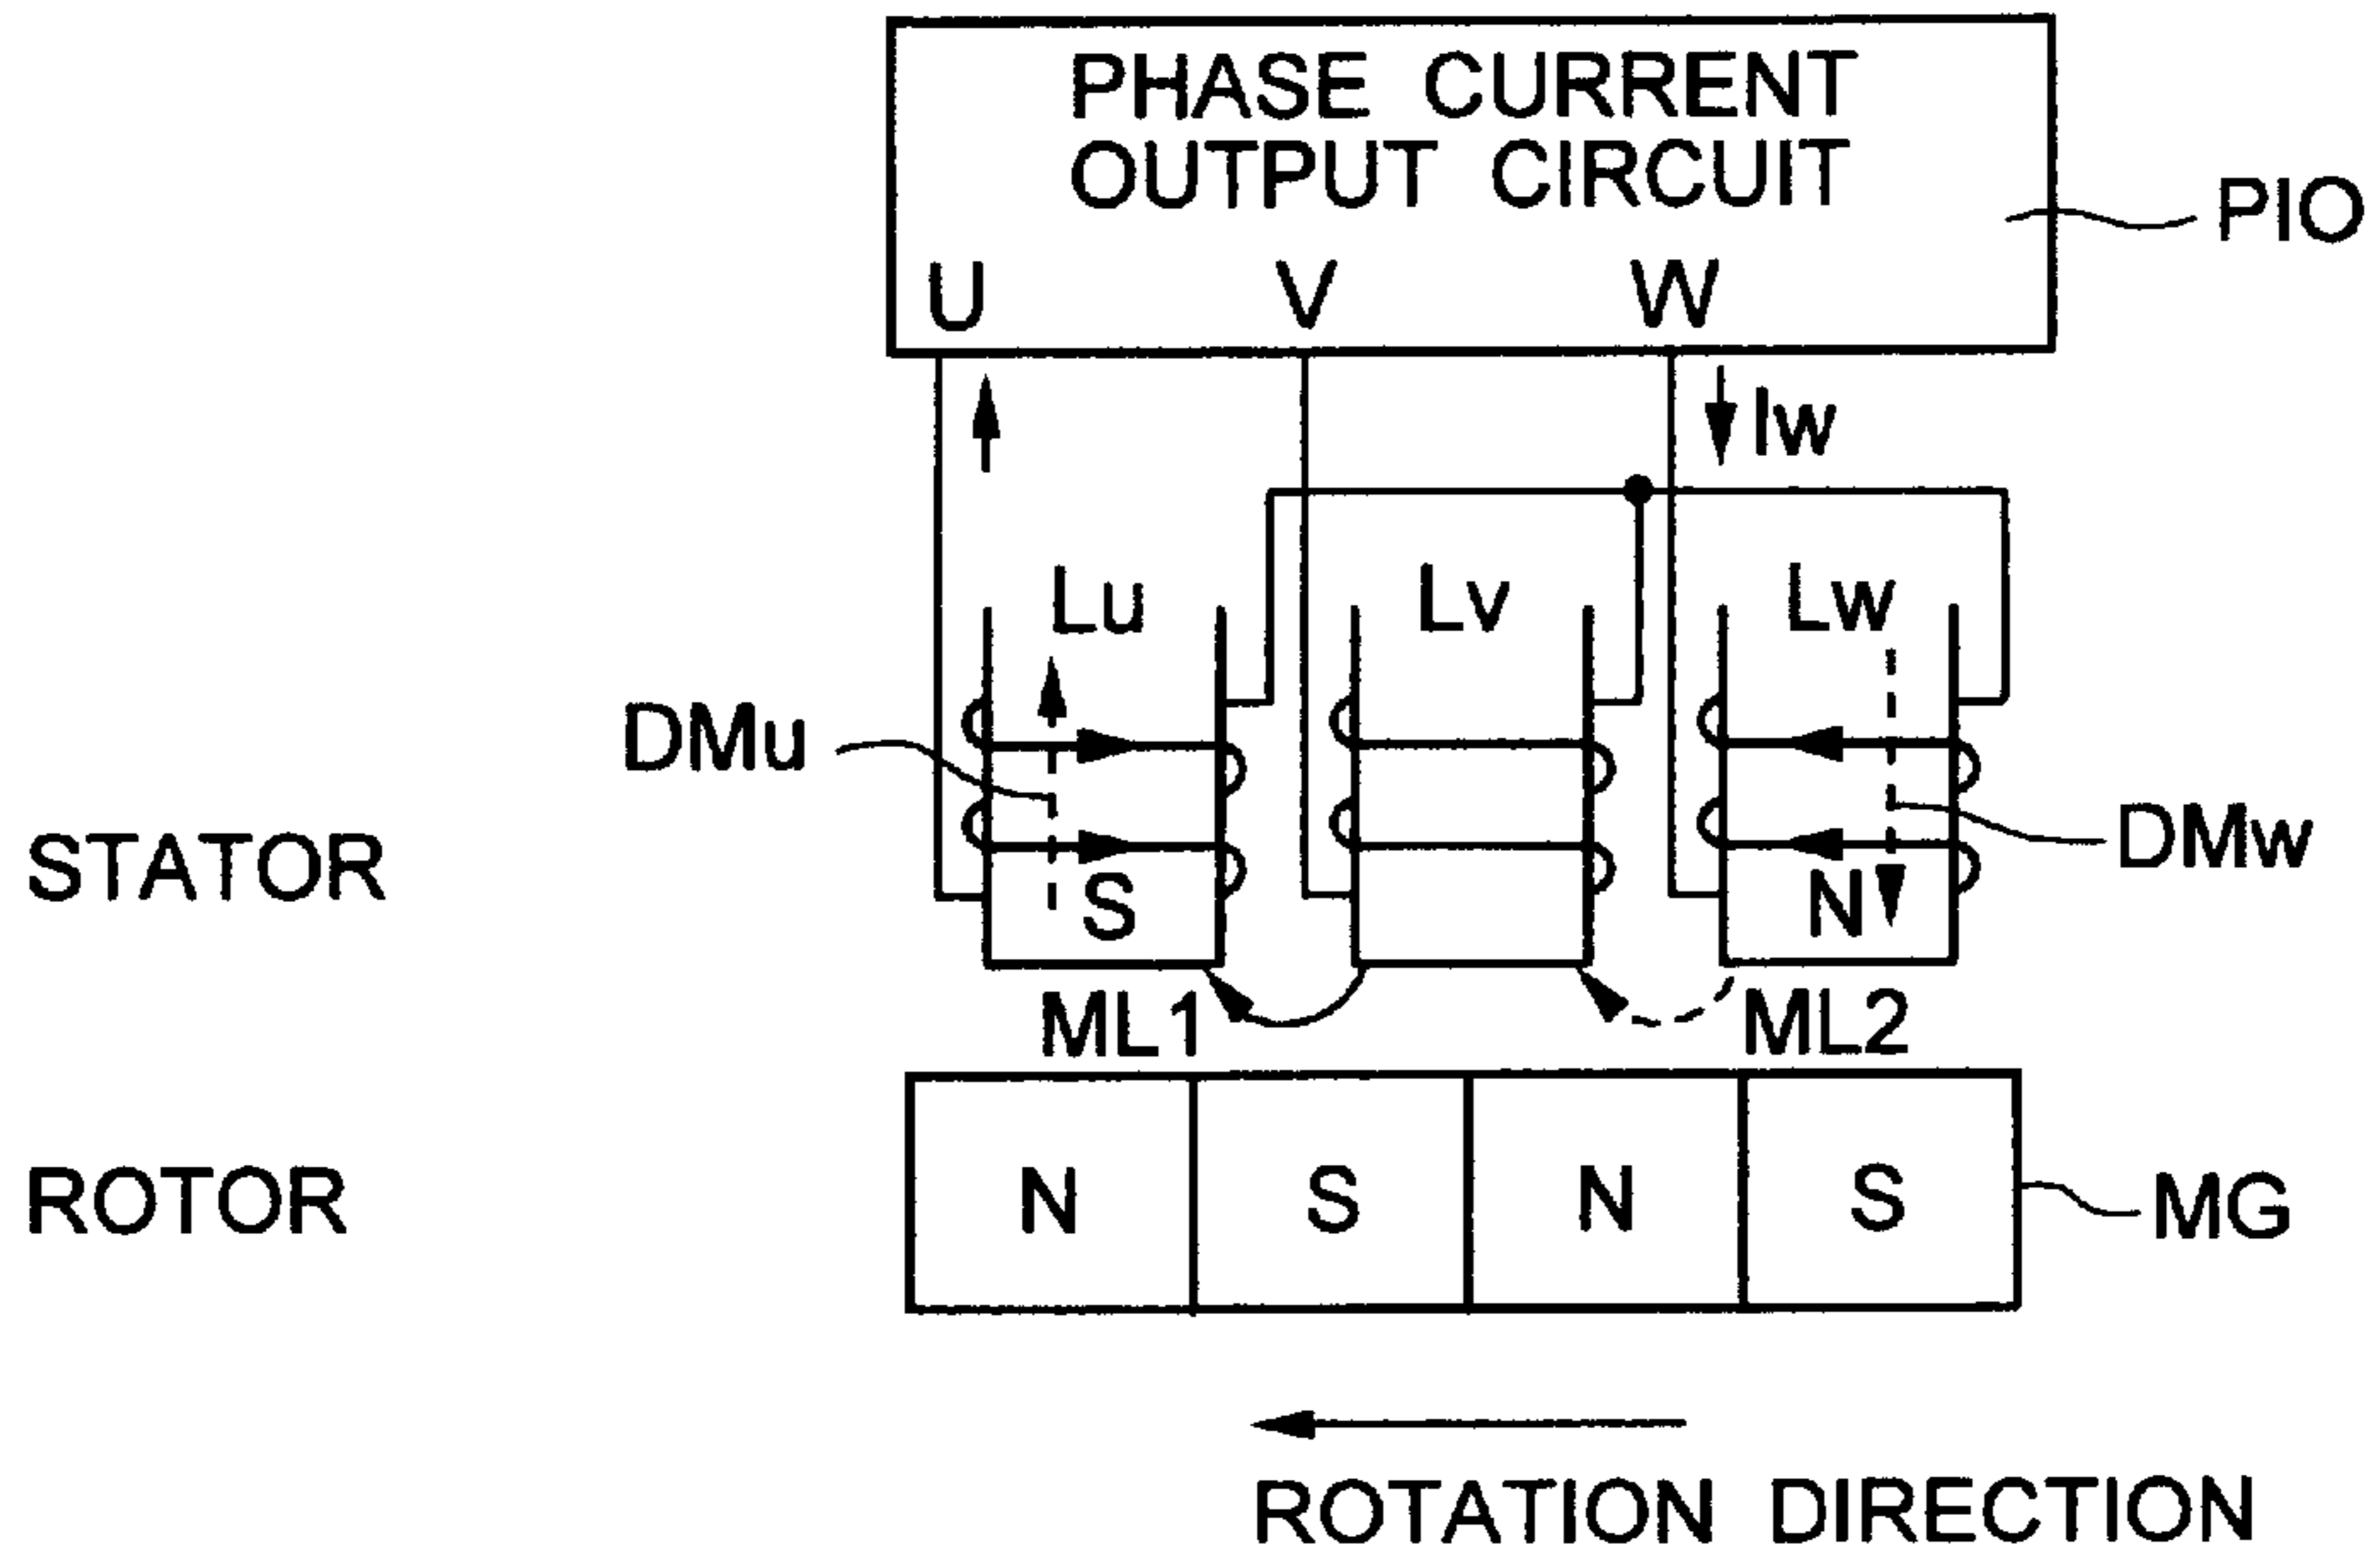 PHASE CURRENT
OUTPUT CIRCUIT
PIO
U V W
Iw
Lu Lv Lw
DMu
DMw
STATOR
S N
ML1 ML2
ROTOR
N S N S
MG
ROTATION DIRECTION